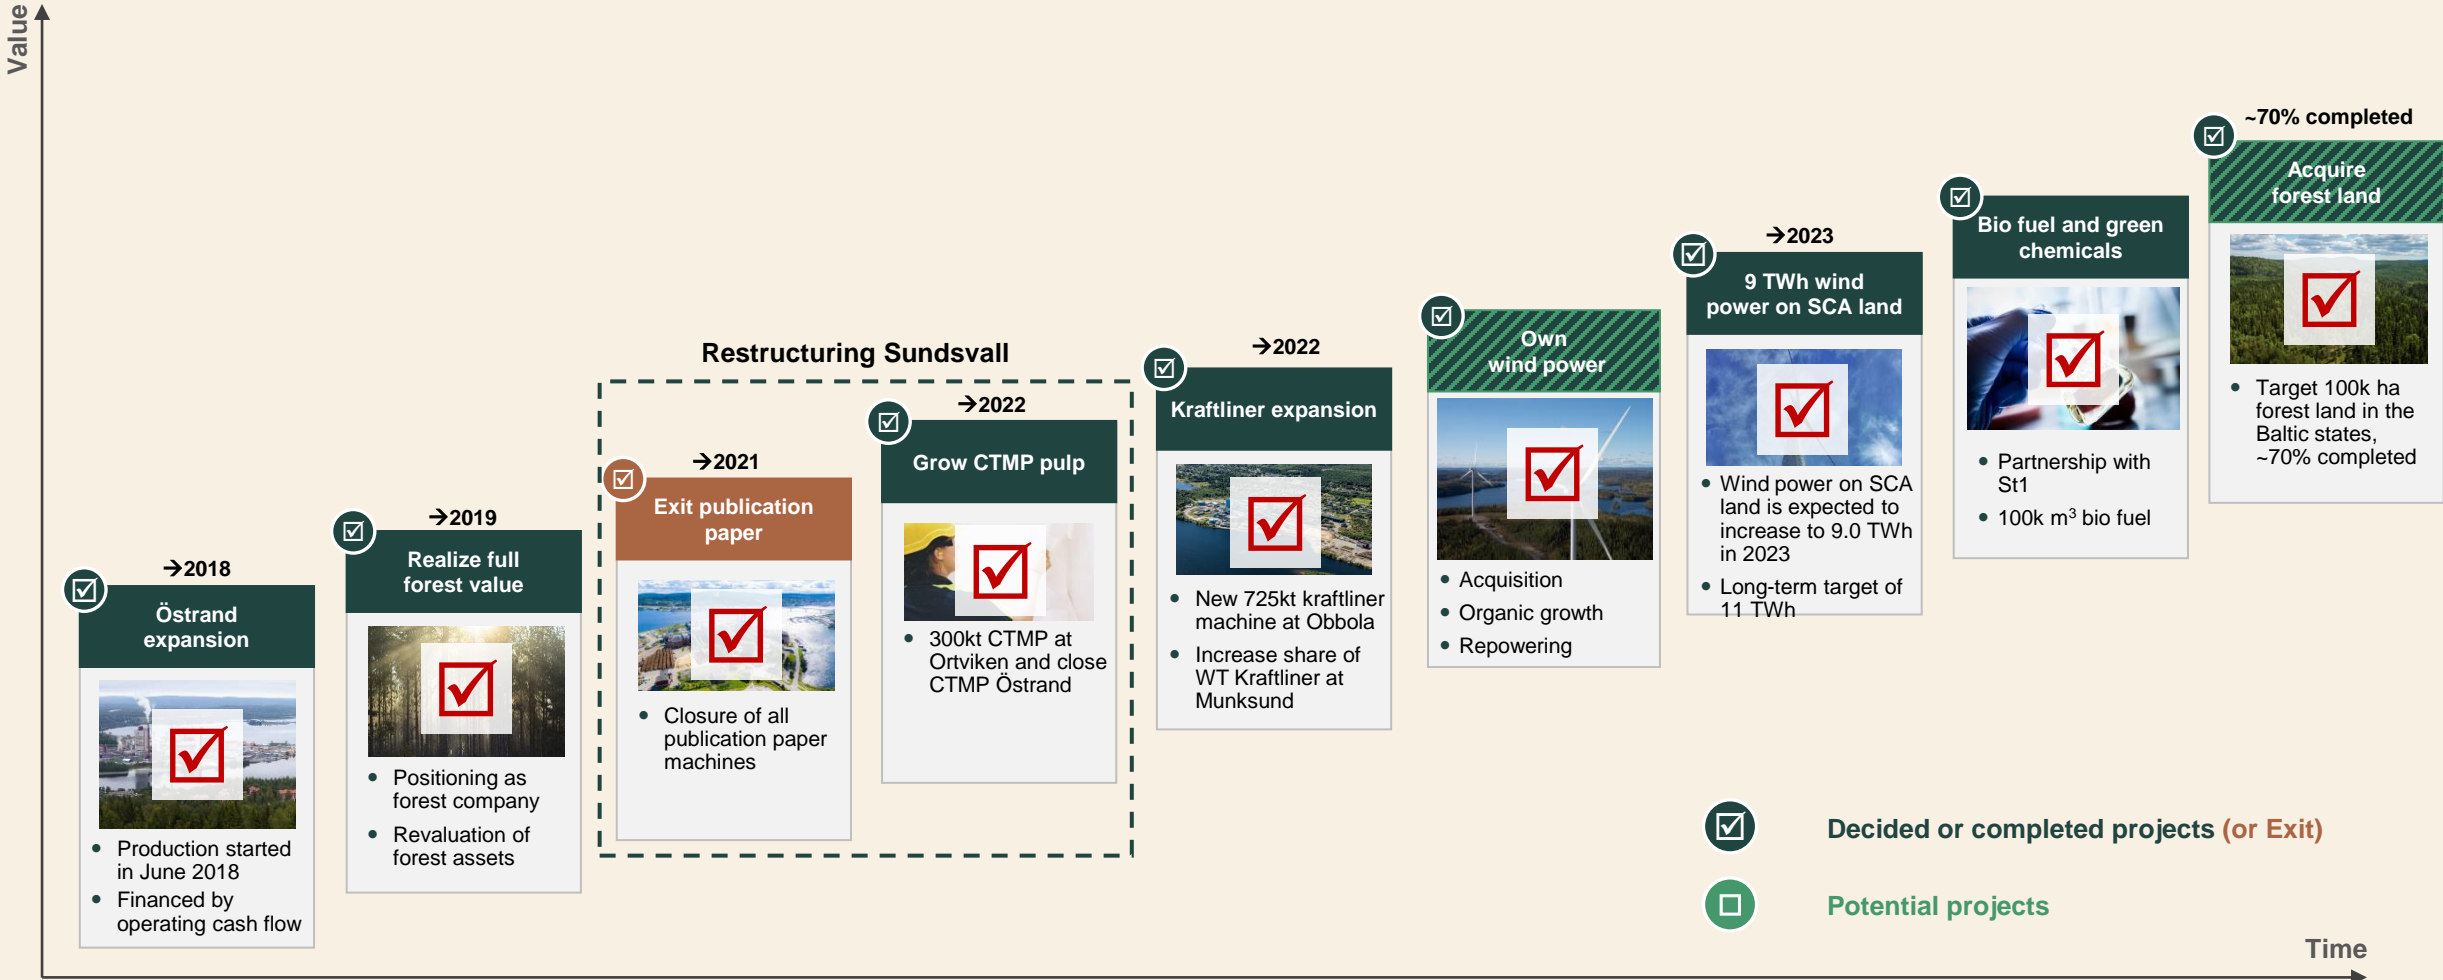 Value
→2018
Östrand
expansion
• Production started
in June 2018
• Financed by
operating cash flow
→2019
Realize full
forest value
• Positioning as
forest company
• Revaluation of
forest assets
Restructuring Sundsvall
→2021
Exit publication
paper
• Closure of all
publication paper
machines
→2022
Grow CTMP pulp
• 300kt CTMP at
Ortviken and close
CTMP Östrand
→2022
Kraftliner expansion
• New 725kt kraftliner
machine at Obbola
• Increase share of
WT Kraftliner at
Munksund
Own
wind power
• Acquisition
• Organic growth
• Repowering
→2023
9 TWh wind
power on SCA land
• Wind power on SCA
land is expected to
increase to 9.0 TWh
in 2023
• Long-term target of
11 TWh
Bio fuel and green
chemicals
• Partnership with
St1
• 100k m³ bio fuel
~70% completed
Acquire
forest land
• Target 100k ha
forest land in the
Baltic states,
~70% completed
Decided or completed projects (or Exit)
Potential projects
Time